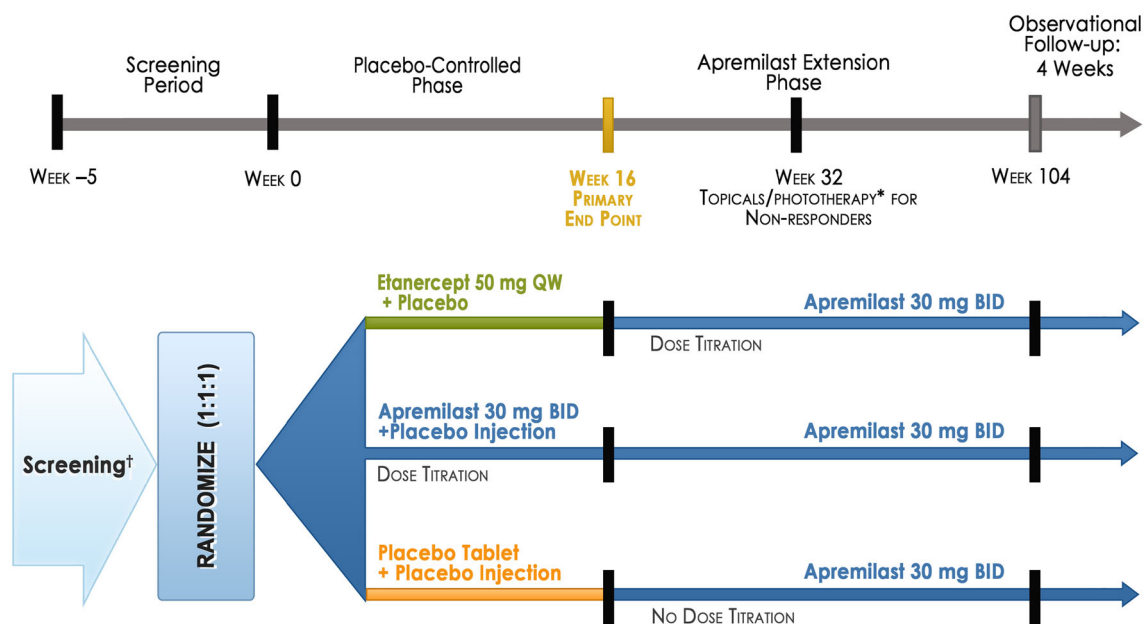 Screening
Period
Placebo-Controlled
Phase
Apremilast Extension
Phase
Observational
Follow-up:
4 Weeks
WEEK –5
WEEK 0
WEEK 16
PRIMARY
END POINT
WEEK 32
TOPICALS/PHOTOTHERAPY* FOR
NON-RESPONDERS
WEEK 104
Screening†
RANDOMIZE (1:1:1)
Etanercept 50 mg QW
+ Placebo
Apremilast 30 mg BID
DOSE TITRATION
Apremilast 30 mg BID
+Placebo Injection
DOSE TITRATION
Apremilast 30 mg BID
Placebo Tablet
+ Placebo Injection
Apremilast 30 mg BID
NO DOSE TITRATION